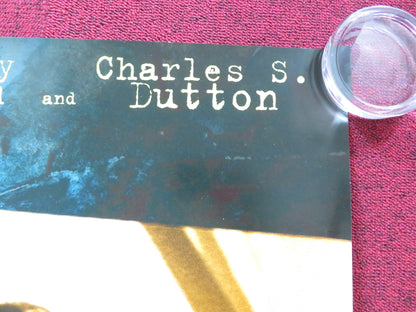 y Charles S.
l and Dutton